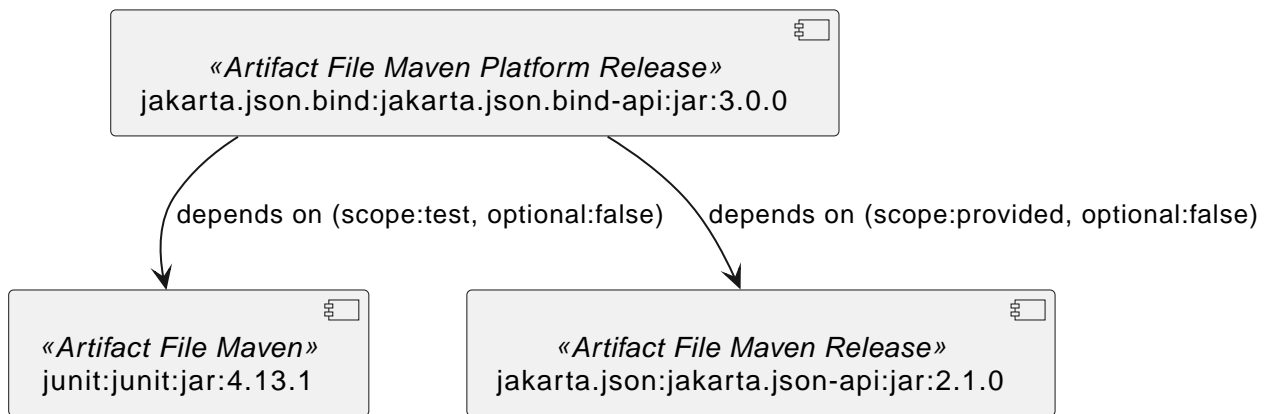 «Artifact File Maven Platform Release»
jakarta.json.bind:jakarta.json.bind-api:jar:3.0.0
depends on (scope:test, optional:false)
depends on (scope:provided, optional:false)
«Artifact File Maven»
junit:junit:jar:4.13.1
«Artifact File Maven Release»
jakarta.json:jakarta.json-api:jar:2.1.0